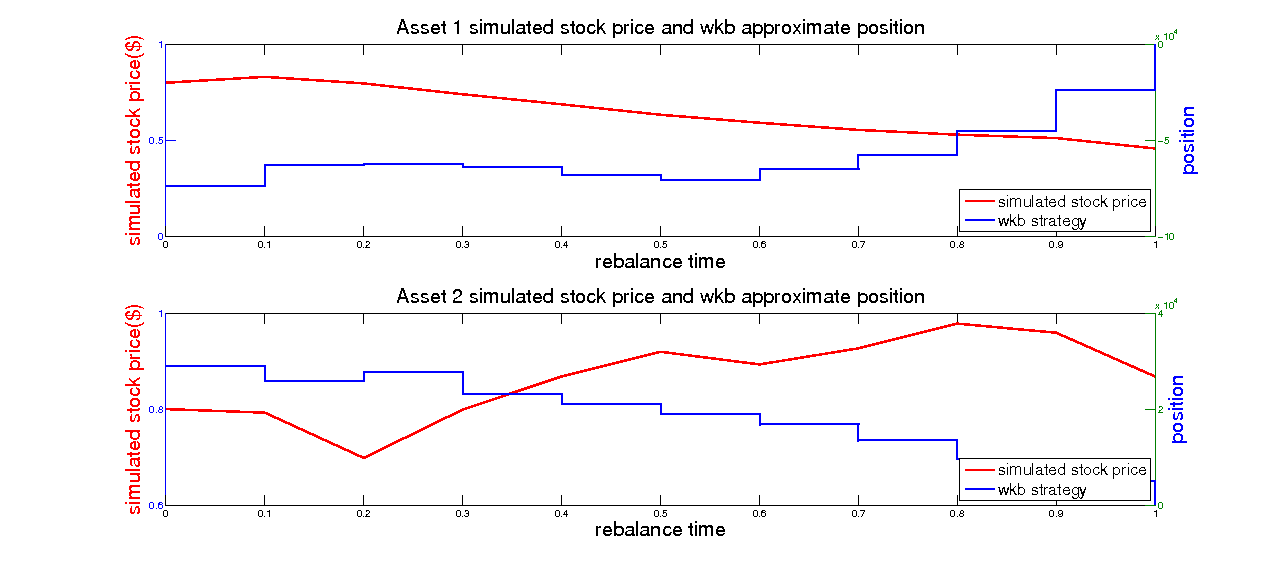 Asset 1 simulated stock price and wkb approximate position
x 10^4
simulated stock price($)
1
0.5
0
0
-5
-10
position
simulated stock price
wkb strategy
0 0.1 0.2 0.3 0.4 0.5 0.6 0.7 0.8 0.9 1
rebalance time
Asset 2 simulated stock price and wkb approximate position
x 10^4
simulated stock price($)
1
0.8
0.6
4
2
0
position
simulated stock price
wkb strategy
0 0.1 0.2 0.3 0.4 0.5 0.6 0.7 0.8 0.9 1
rebalance time